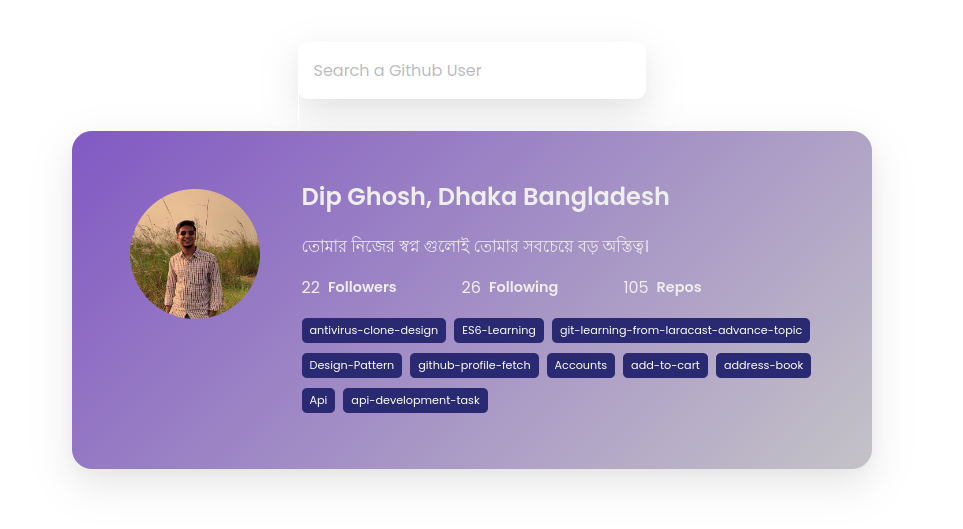 Search a Github User
Dip Ghosh, Dhaka Bangladesh
তোমার নিজের স্বপ্ন গুলোই তোমার সবচেয়ে বড় অস্তিত্ব।
22 Followers 26 Following 105 Repos
antivirus-clone-design ES6-Learning git-learning-from-laracast-advance-topic
Design-Pattern github-profile-fetch Accounts add-to-cart address-book
Api api-development-task